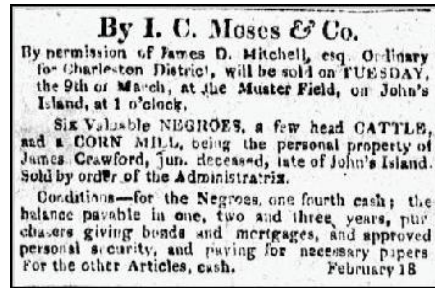 By I. C. Moses & Co.
By permission of James D. Mitchell, esq. Ordinary
for Charleston District, will be sold on TUESDAY,
the 9th of March, at the Muster Field, on John's
Island, at 1 o'clock,
Six Valuable NEGROES, a few head CATTLE,
and a CORN MILL, being the personal property of
James Crawford, jun. deceased, late of John's Island.
Sold by order of the Administratrix.
Conditions—for the Negroes, one fourth cash; the
balance payable in one, two and three years, pur
chasers giving bonds and mortgages, and approved
personal security, and paying for necessary papers
For the other Articles, cash. February 18